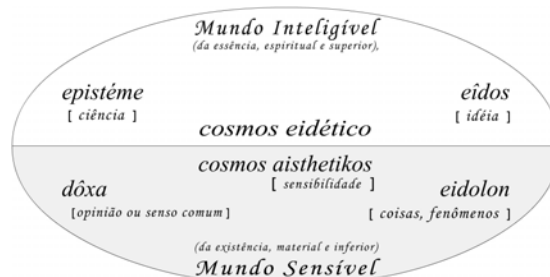 Mundo Inteligível
(da essência, espiritual e superior),
epistéme
[ ciência ]
eîdos
[ idéia ]
cosmos eidético
cosmos aisthetikos
[ sensibilidade ]
dôxa
[opinião ou senso comum]
eidolon
[ coisas, fenômenos ]
(da existência, material e inferior)
Mundo Sensível